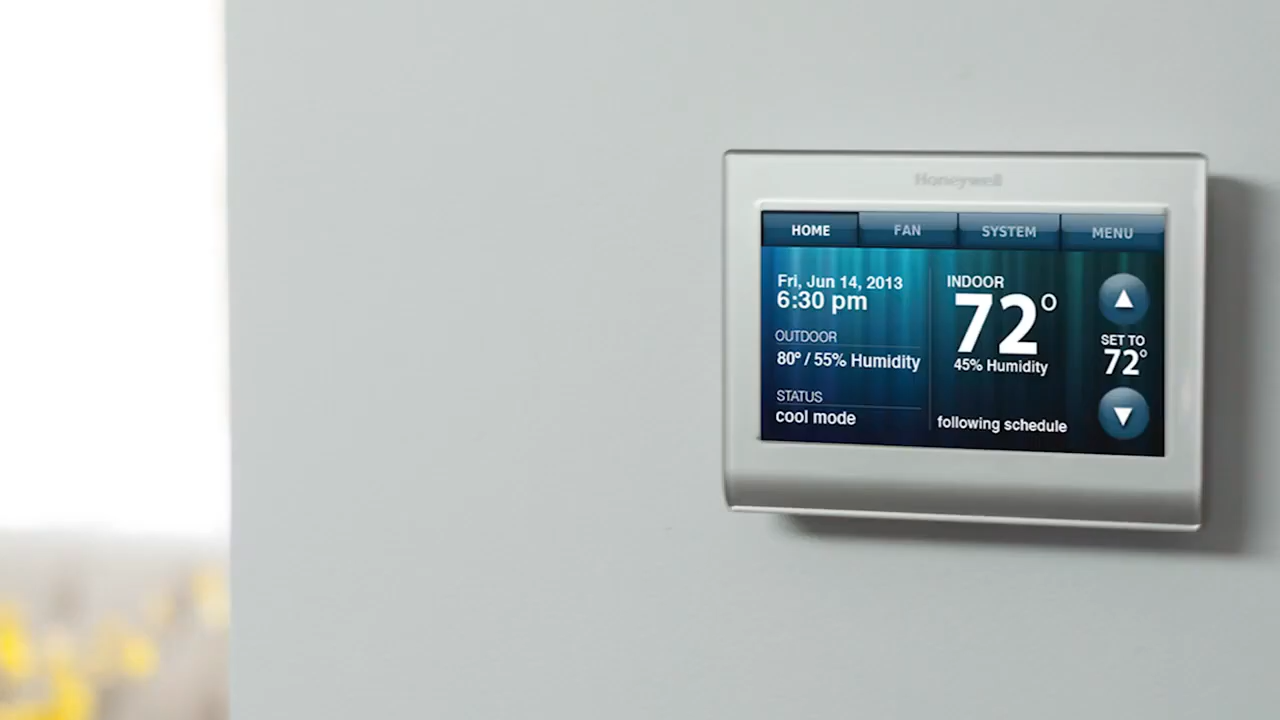 Honeywell
HOME FAN SYSTEM MENU
Fri, Jun 14, 2013
6:30 pm
OUTDOOR
80° / 55% Humidity
STATUS
cool mode
INDOOR
72°
45% Humidity
following schedule
▲
SET TO
72°
▼